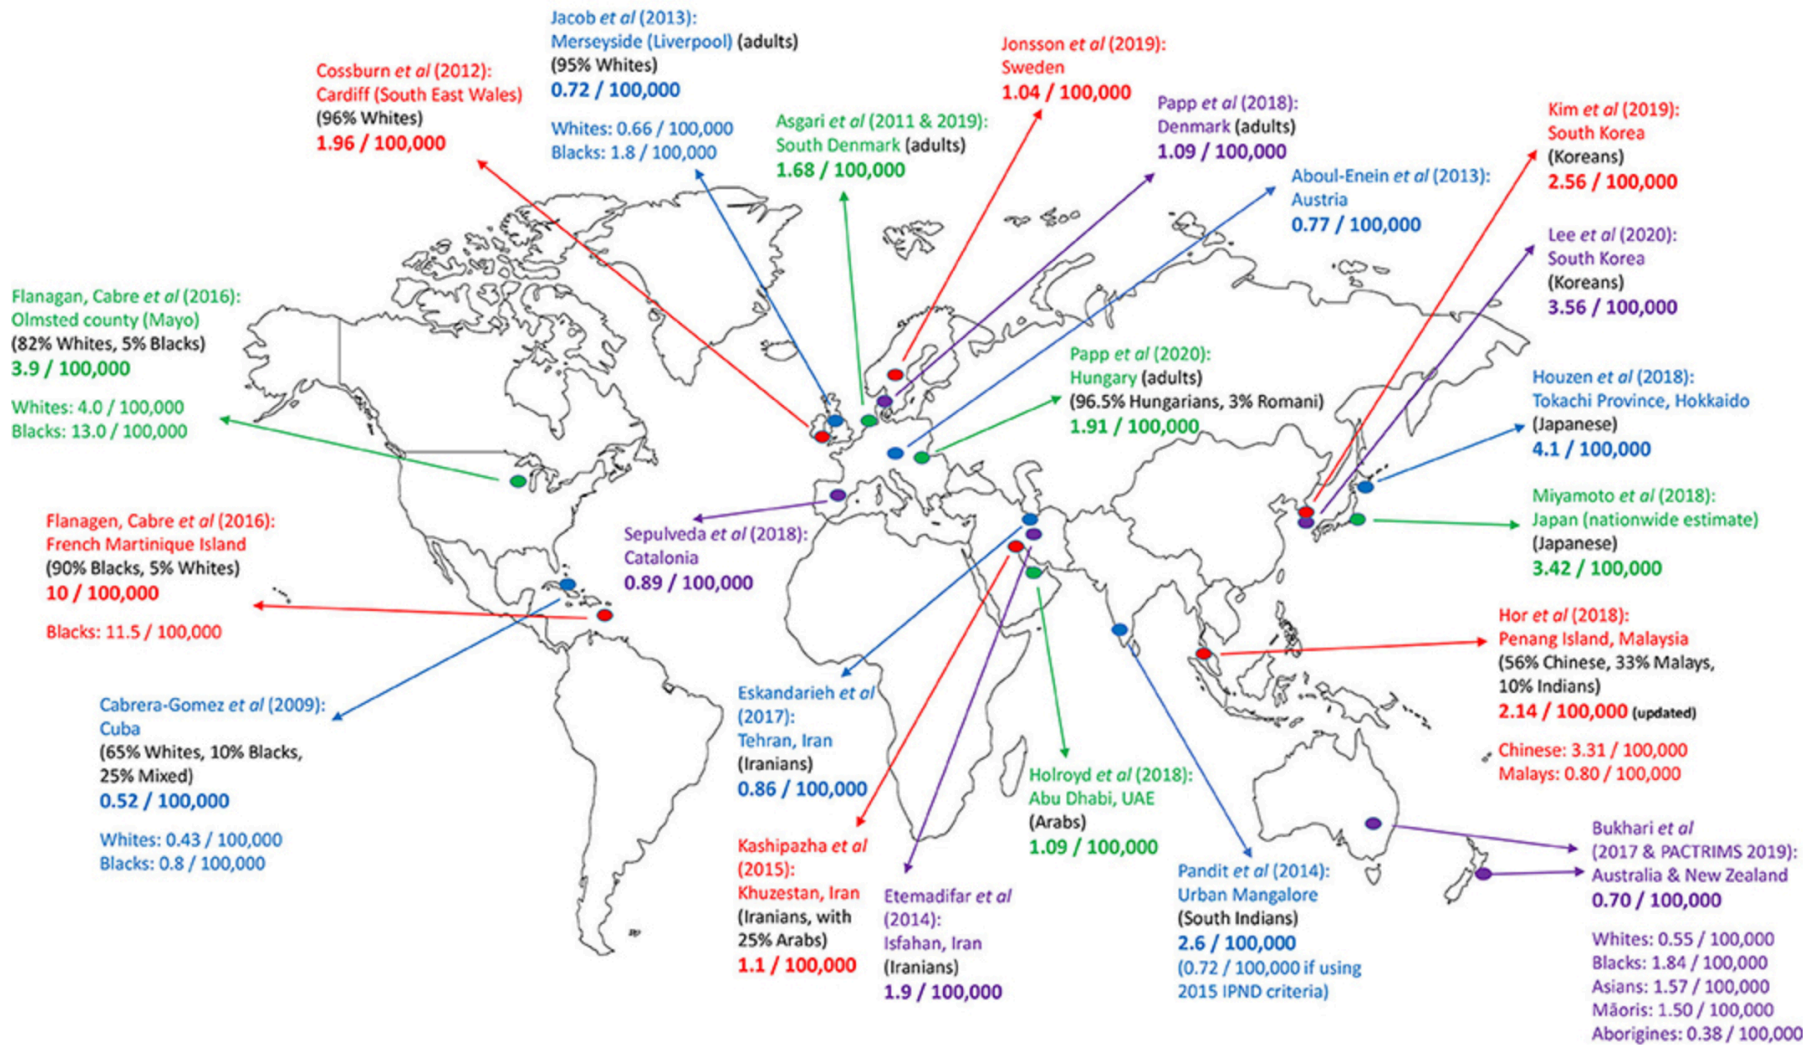 Jacob et al (2013):
Merseyside (Liverpool) (adults)
(95% Whites)
0.72 / 100,000
Whites: 0.66 / 100,000
Blacks: 1.8 / 100,000
Cossburn et al (2012):
Cardiff (South East Wales)
(96% Whites)
1.96 / 100,000
Asgari et al (2011 & 2019):
South Denmark (adults)
1.68 / 100,000
Jonsson et al (2019):
Sweden
1.04 / 100,000
Papp et al (2018):
Denmark (adults)
1.09 / 100,000
Aboul-Enein et al (2013):
Austria
0.77 / 100,000
Kim et al (2019):
South Korea
(Koreans)
2.56 / 100,000
Lee et al (2020):
South Korea
(Koreans)
3.56 / 100,000
Flanagan, Cabre et al (2016):
Olmsted county (Mayo)
(82% Whites, 5% Blacks)
3.9 / 100,000
Whites: 4.0 / 100,000
Blacks: 13.0 / 100,000
Papp et al (2020):
Hungary (adults)
(96.5% Hungarians, 3% Romani)
1.91 / 100,000
Houzen et al (2018):
Tokachi Province, Hokkaido
(Japanese)
4.1 / 100,000
Miyamoto et al (2018):
Japan (nationwide estimate)
(Japanese)
3.42 / 100,000
Flanagen, Cabre et al (2016):
French Martinique Island
(90% Blacks, 5% Whites)
10 / 100,000
Blacks: 11.5 / 100,000
Sepulveda et al (2018):
Catalonia
0.89 / 100,000
Hor et al (2018):
Penang Island, Malaysia
(56% Chinese, 33% Malays,
10% Indians)
2.14 / 100,000 (updated)
Chinese: 3.31 / 100,000
Malays: 0.80 / 100,000
Cabrera-Gomez et al (2009):
Cuba
(65% Whites, 10% Blacks,
25% Mixed)
0.52 / 100,000
Whites: 0.43 / 100,000
Blacks: 0.8 / 100,000
Eskandarieh et al
(2017):
Tehran, Iran
(Iranians)
0.86 / 100,000
Holroyd et al (2018):
Abu Dhabi, UAE
(Arabs)
1.09 / 100,000
Kashipazha et al
(2015):
Khuzestan, Iran
(Iranians, with
25% Arabs)
1.1 / 100,000
Etemadifar et al
(2014):
Isfahan, Iran
(Iranians)
1.9 / 100,000
Pandit et al (2014):
Urban Mangalore
(South Indians)
2.6 / 100,000
(0.72 / 100,000 if using
2015 IPND criteria)
Bukhari et al
(2017 & PACTRIMS 2019):
Australia & New Zealand
0.70 / 100,000
Whites: 0.55 / 100,000
Blacks: 1.84 / 100,000
Asians: 1.57 / 100,000
Māoris: 1.50 / 100,000
Aborigines: 0.38 / 100,000